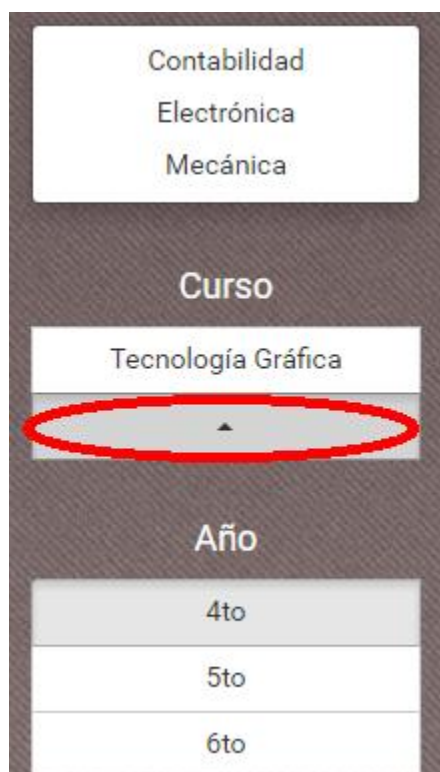 Contabilidad
Electrónica
Mecánica
Curso
Tecnología Gráfica
Año
4to
5to
6to